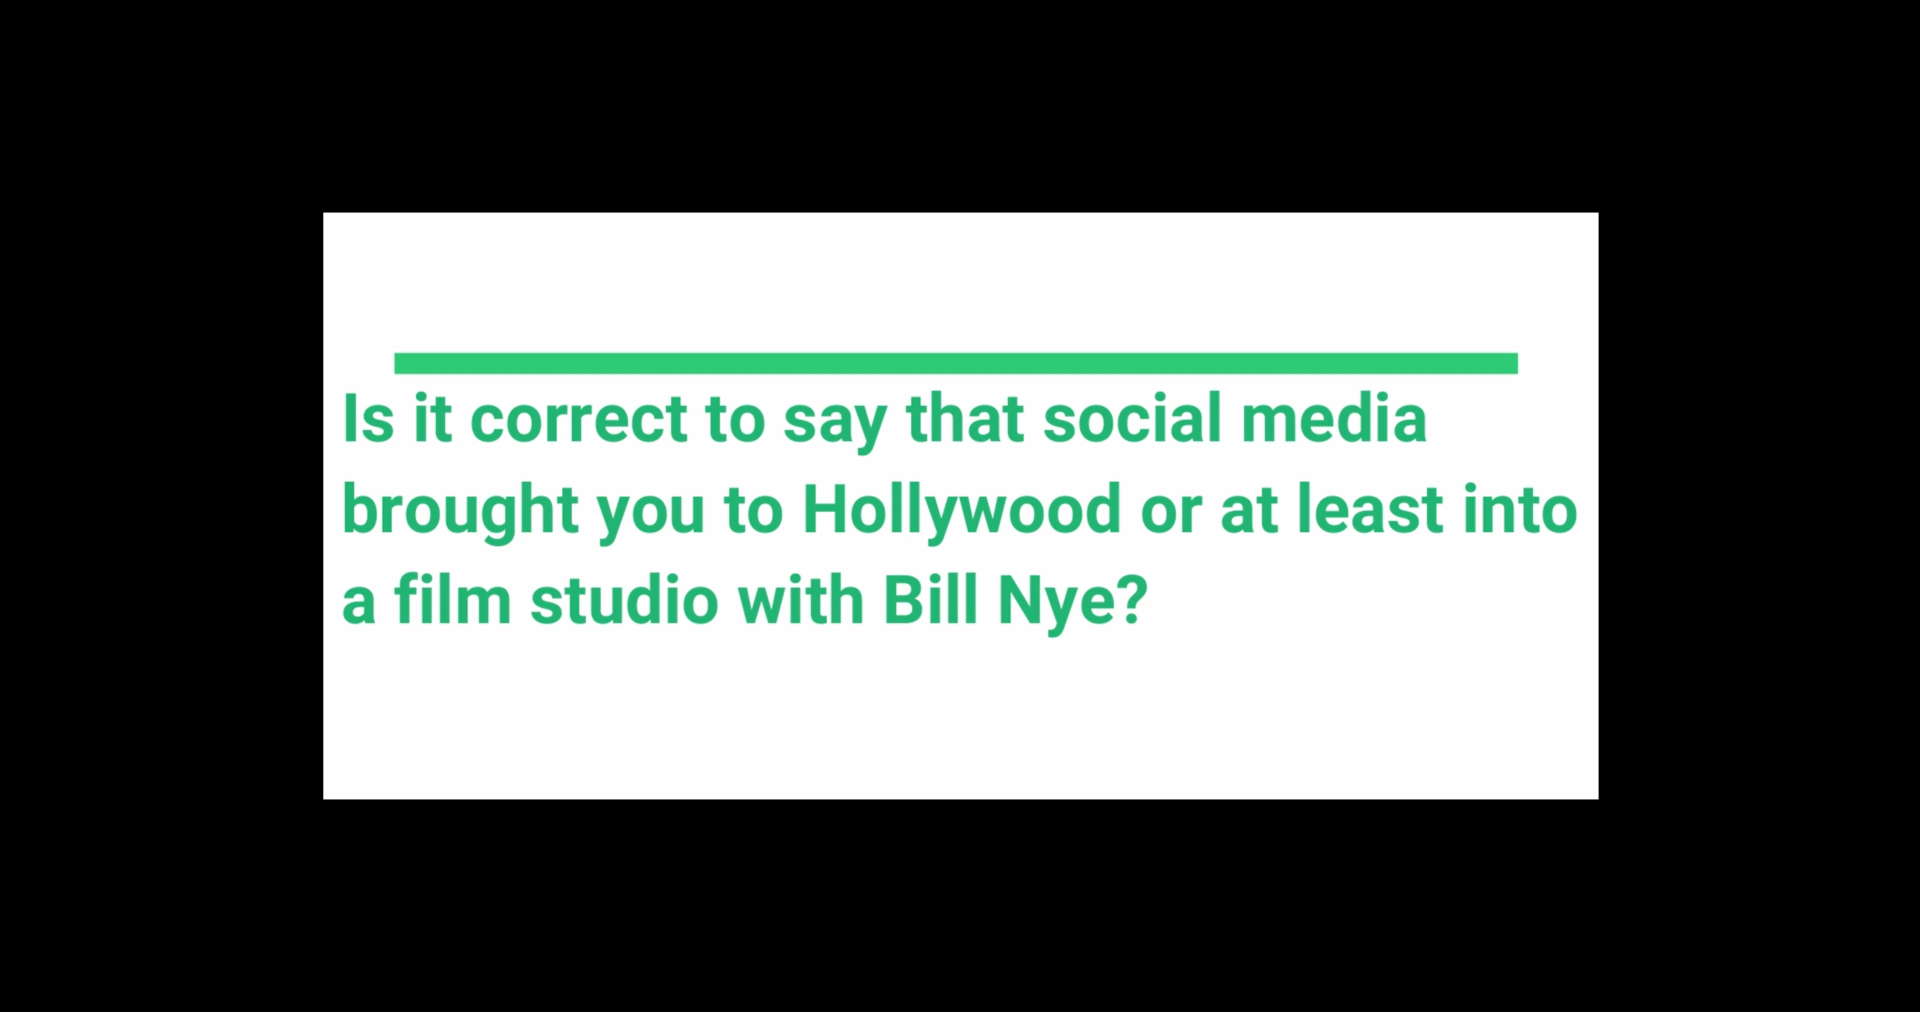 Is it correct to say that social media
brought you to Hollywood or at least into
a film studio with Bill Nye?